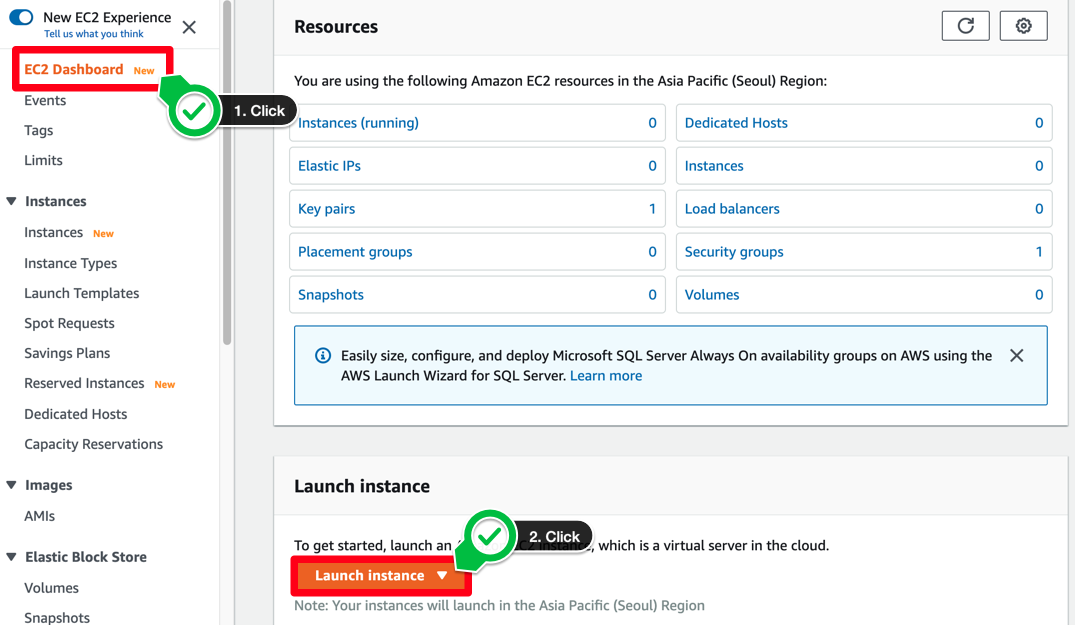 New EC2 Experience
Tell us what you think
EC2 Dashboard New
Events
Tags
Limits
Instances
Instances New
Instance Types
Launch Templates
Spot Requests
Savings Plans
Reserved Instances New
Dedicated Hosts
Capacity Reservations
Images
AMIs
Elastic Block Store
Volumes
Snapshots
1. Click
Resources
You are using the following Amazon EC2 resources in the Asia Pacific (Seoul) Region:
Instances (running) 0
Dedicated Hosts 0
Elastic IPs 0
Instances 0
Key pairs 1
Load balancers 0
Placement groups 0
Security groups 1
Snapshots 0
Volumes 0
Easily size, configure, and deploy Microsoft SQL Server Always On availability groups on AWS using the
AWS Launch Wizard for SQL Server. Learn more
Launch instance
2. Click
To get started, launch an EC2 instance, which is a virtual server in the cloud.
Launch instance
Note: Your instances will launch in the Asia Pacific (Seoul) Region